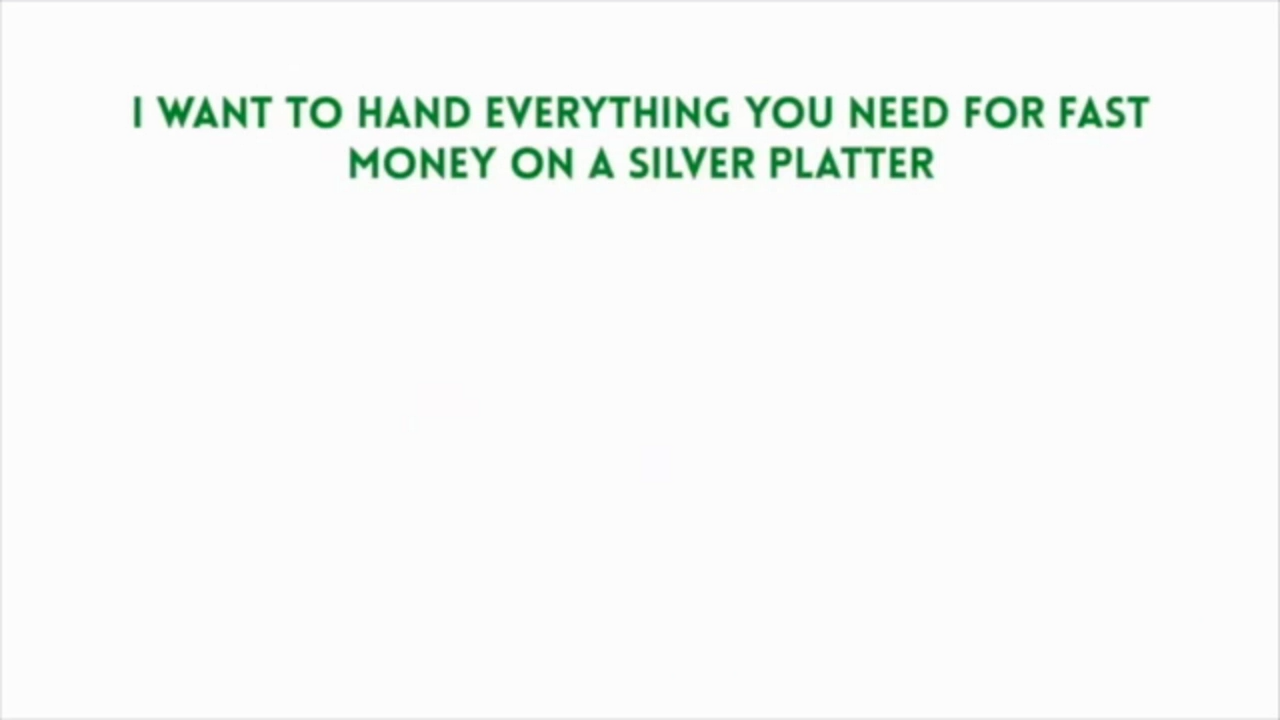 I WANT TO HAND EVERYTHING YOU NEED FOR FAST
MONEY ON A SILVER PLATTER